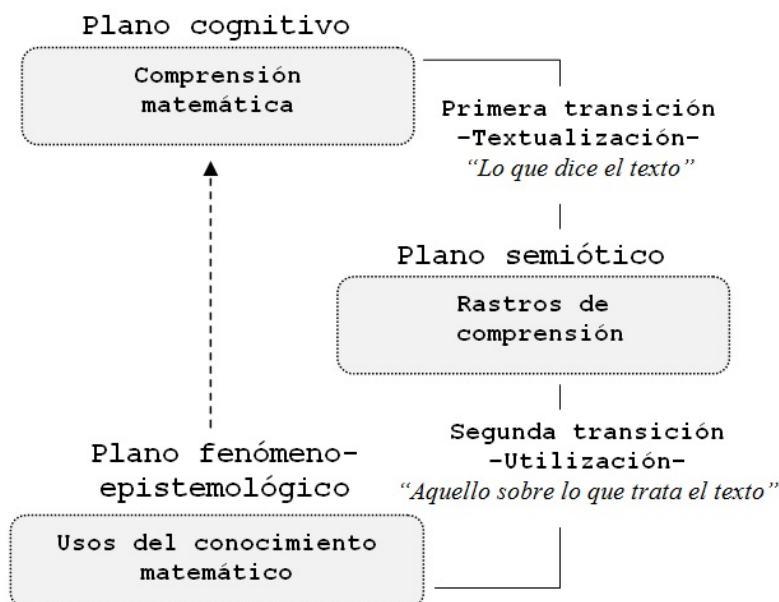 Plano cognitivo
Comprensión
matemática
Primera transición
-Textualización-
“Lo que dice el texto”
Plano semiótico
Rastros de
comprensión
Segunda transición
-Utilización-
“Aquello sobre lo que trata el texto”
Plano fenómeno-
epistemológico
Usos del conocimiento
matemático